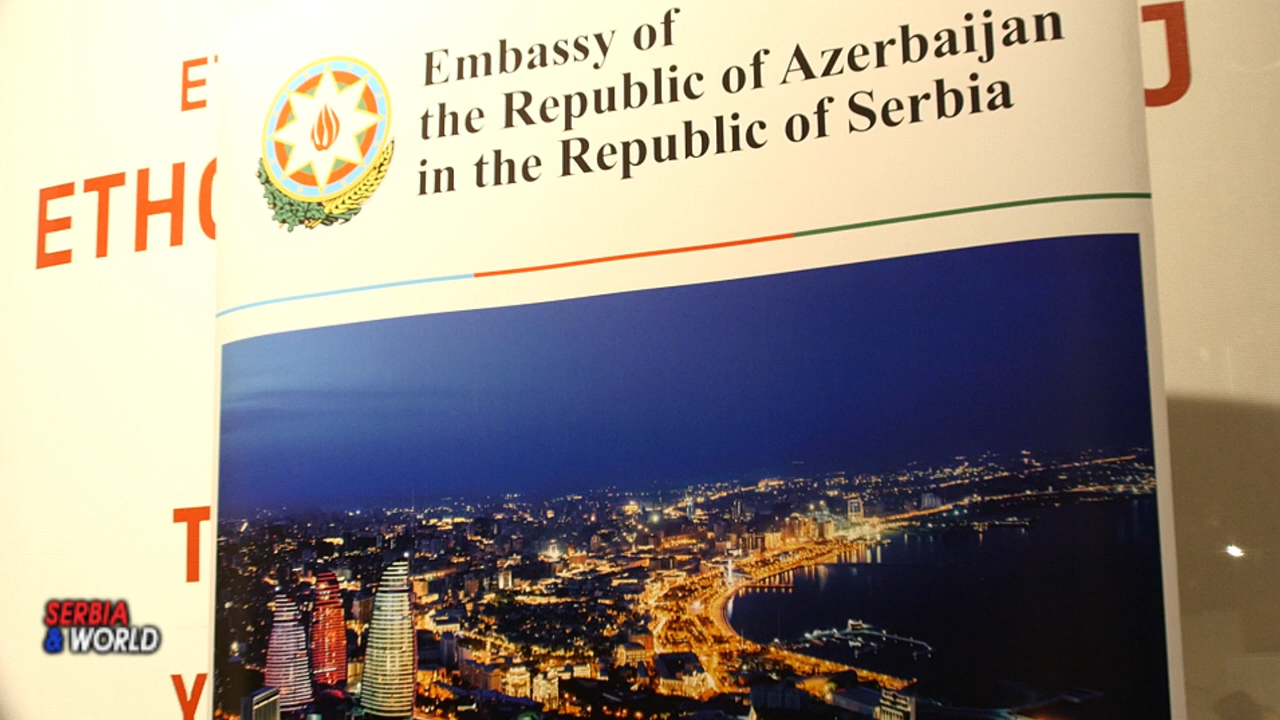 Embassy of
the Republic of Azerbaijan
in the Republic of Serbia
SERBIA
& WORLD